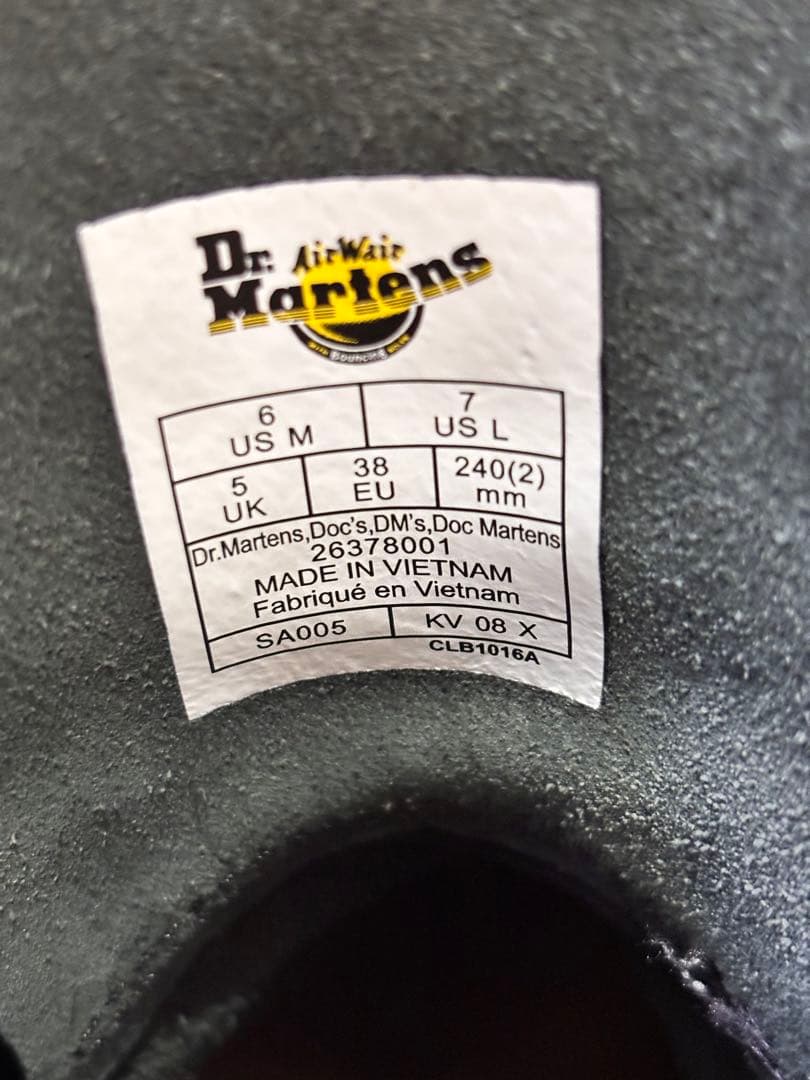 Dr. AirWair
Martens
WITH Bouncing SOLES
6
US M
7
US L
5
UK
38
EU
240(2)
mm
Dr.Martens,Doc's,DM's,Doc Martens
26378001
MADE IN VIETNAM
Fabriqué en Vietnam
SA005
KV 08 X
CLB1016A